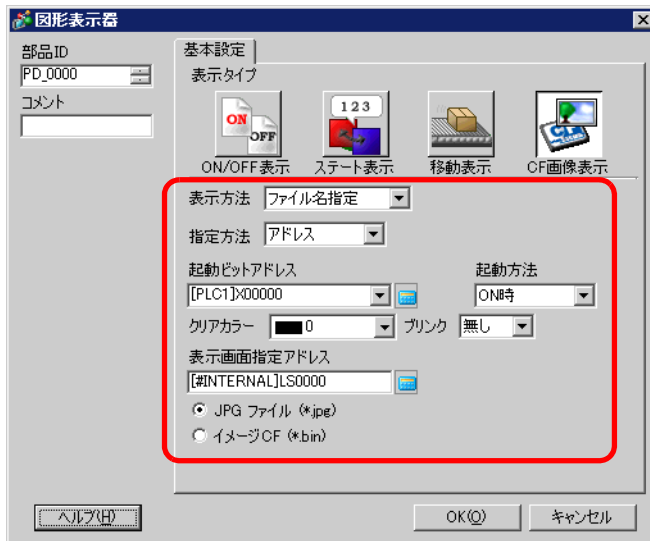 図形表示器
部品ID
PD_0000
コメント
基本設定
表示タイプ
ON
OFF
123
CF
ON/OFF表示 ステート表示 移動表示 CF画像表示
表示方法 ファイル名指定
指定方法 アドレス
起動ビットアドレス 起動方法
[PLC1]X00000 ON時
クリアカラー 0 ブリンク 無し
表示画面指定アドレス
[#INTERNAL]LS0000
JPG ファイル (*.jpg)
イメージCF (*.bin)
ヘルプ(H) OK(O) キャンセル